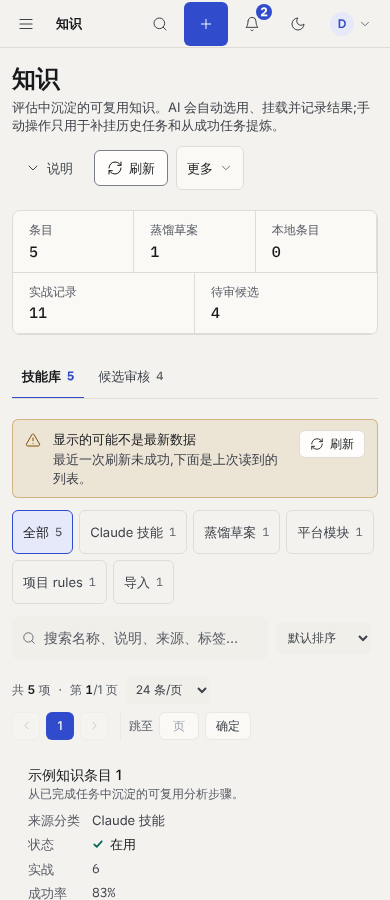 知识
2
D
知识
评估中沉淀的可复用知识。AI 会自动选用、挂载并记录结果;手
动操作只用于补挂历史任务和从成功任务提炼。
说明
刷新
更多
条目
蒸馏草案
本地条目
5
1
0
实战记录
待审候选
11
4
技能库 5
候选审核 4
显示的可能不是最新数据
最近一次刷新未成功,下面是上次读到的
列表。
刷新
全部 5
Claude 技能 1
蒸馏草案 1
平台模块 1
项目 rules 1
导入 1
搜索名称、说明、来源、标签...
默认排序
共 5 项 · 第 1/1 页
24 条/页
1
跳至
页
确定
示例知识条目 1
从已完成任务中沉淀的可复用分析步骤。
来源分类 Claude 技能
状态 在用
实战 6
成功率 83%